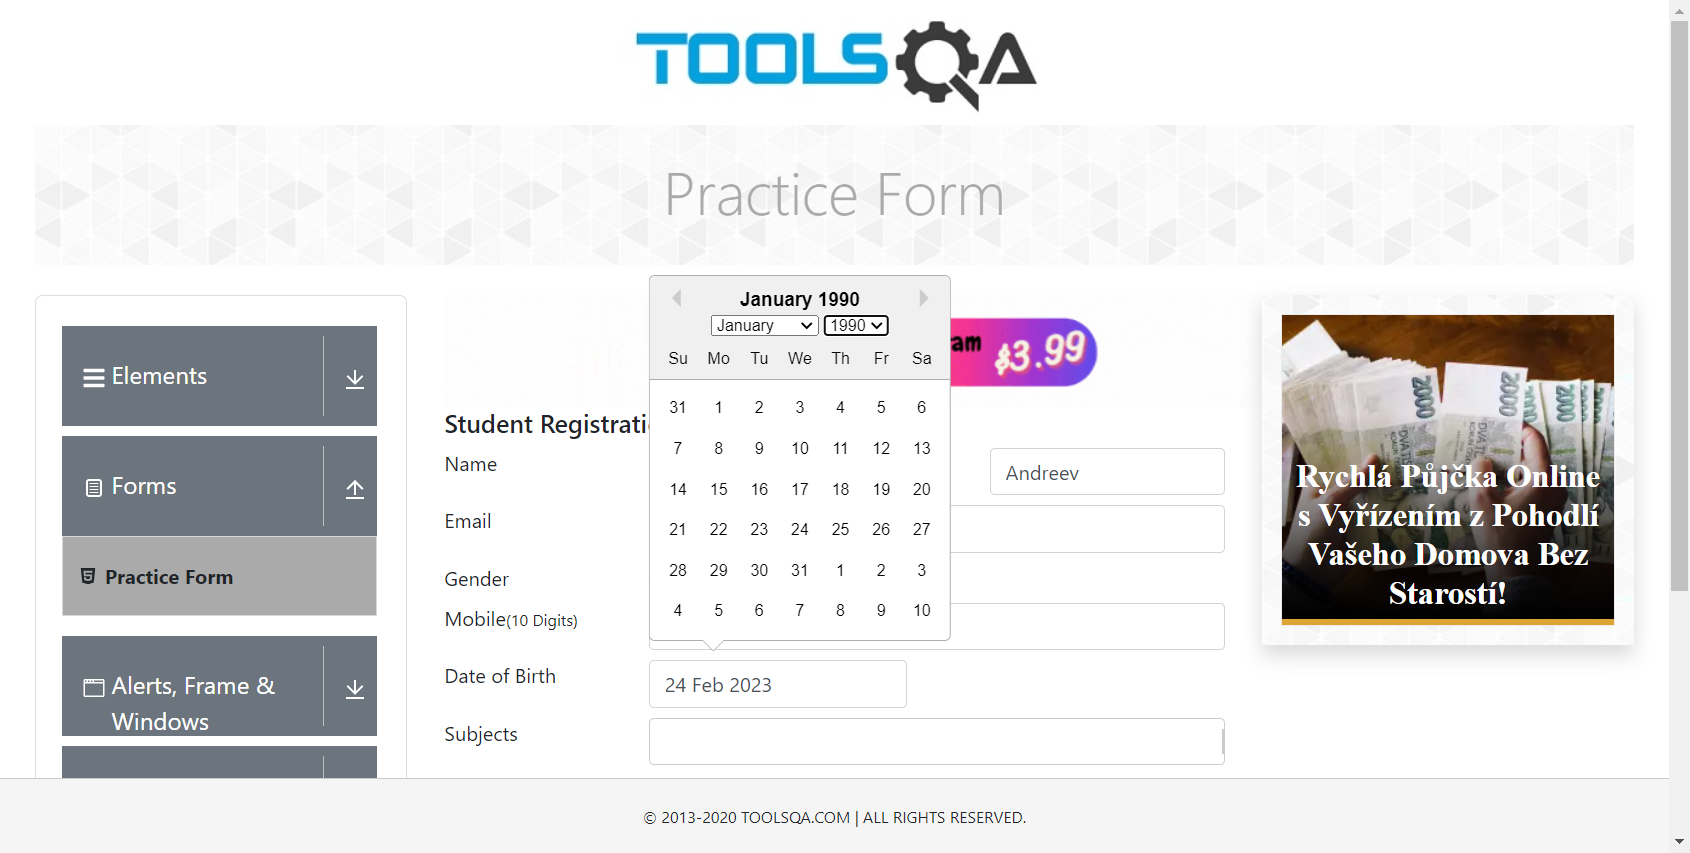 TOOLSQA
Practice Form
Elements
Forms
Practice Form
Alerts, Frame &
Windows
January 1990
January 1990
Su Mo Tu We Th Fr Sa
31 1 2 3 4 5 6
7 8 9 10 11 12 13
14 15 16 17 18 19 20
21 22 23 24 25 26 27
28 29 30 31 1 2 3
4 5 6 7 8 9 10
$3.99
Student Registrati
Name
Andreev
Email
Gender
Mobile(10 Digits)
Date of Birth
24 Feb 2023
Subjects
2000
2000
2000
Rychlá Půjčka Online
s Vyřízením z Pohodlí
Vašeho Domova Bez
Starostí!
© 2013-2020 TOOLSQA.COM | ALL RIGHTS RESERVED.